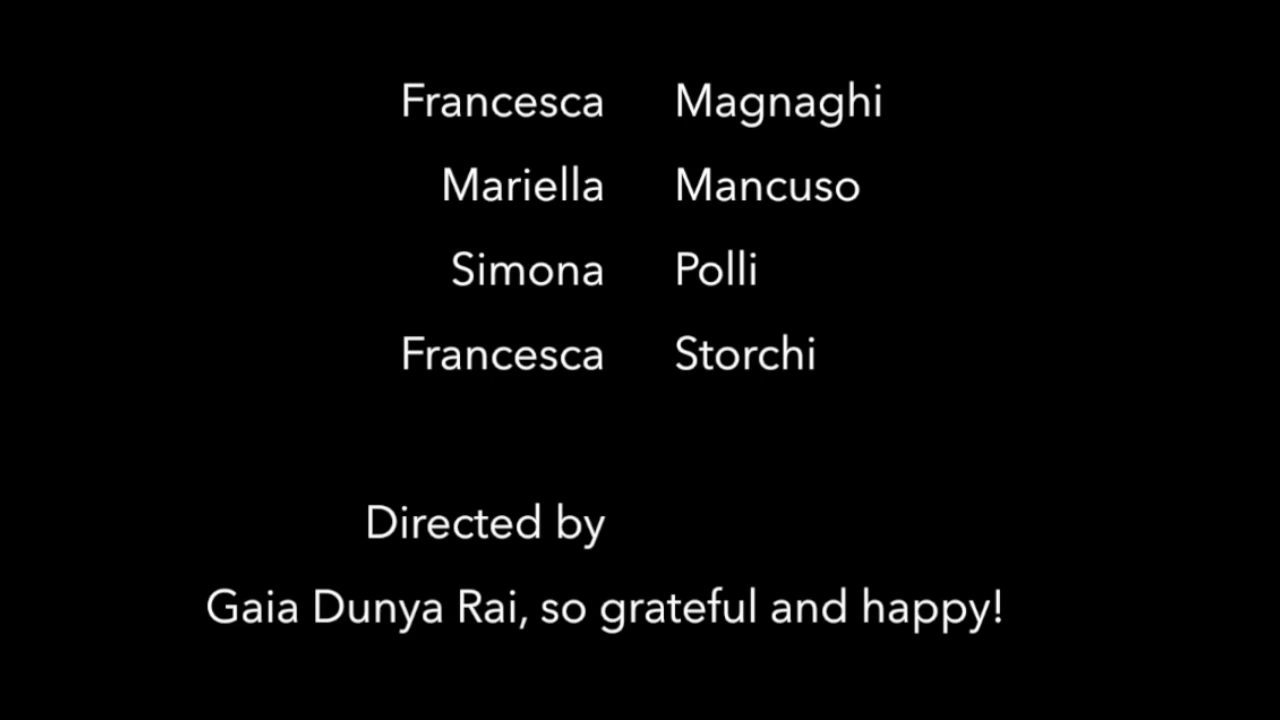 Francesca Magnaghi
Mariella Mancuso
Simona Polli
Francesca Storchi
Directed by
Gaia Dunya Rai, so grateful and happy!